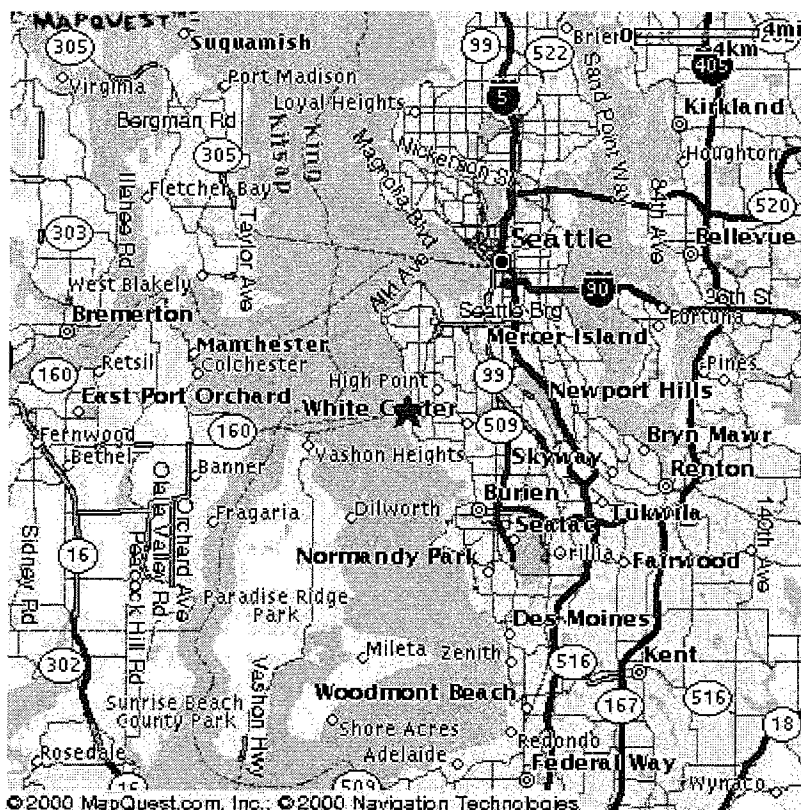 MAPQUEST
305
Suquamish
99
522
Brier
0
4mi
4km
405
Virginia
Port Madison
Loyal Heights
5
Kirkland
Bergman Rd
Kitsap
King
Sand Point Way
Houghton
305
Nickerson St
Magnolia Blvd
Fletcher Bay
84th Ave
520
303
Illahee Rd
Taylor Ave
Seattle
Bellevue
West Blakely
Alki Ave
90
36th St
Bremerton
Seattle Brg
Fortuna
Mercer Island
Manchester
Retsil
Colchester
160
High Point
99
Pines
East Port Orchard
Newport Hills
White Center
509
Fernwood
160
Bryn Mawr
Bethel
Vashon Heights
Skyway
Banner
Renton
Olalla Valley Rd
Orchard Ave
Burien
Fragaria
Dilworth
Seatac
Tukwila
140th Ave
Sidney Rd
16
Peacock Hill Rd
Normandy Park
Orillia
Fairwood
Paradise Ridge
Park
Des Moines
Mileta
Zenith
302
516
Kent
Vashon Hwy
Woodmont Beach
516
Sunrise Beach
County Park
167
Shore Acres
18
Rosedale
Adelaide
Redondo
Federal Way
16
509
Wynaco
©2000 MapQuest.com, Inc.; ©2000 Navigation Technologies